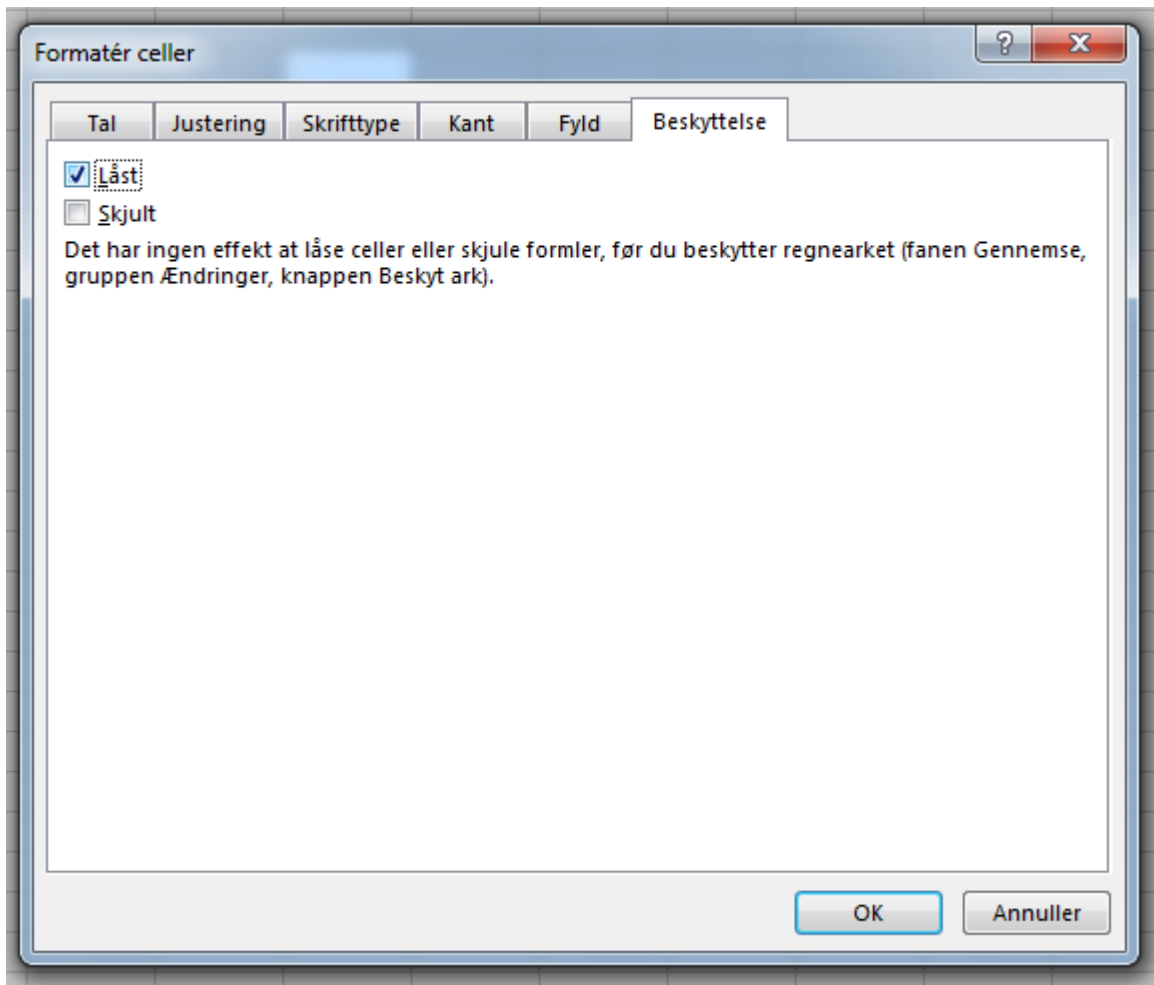 Formatér celler
Tal Justering Skrifttype Kant Fyld Beskyttelse
Låst
Skjult
Det har ingen effekt at låse celler eller skjule formler, før du beskytter regnearket (fanen Gennemse,
gruppen Ændringer, knappen Beskyt ark).
OK Annuller